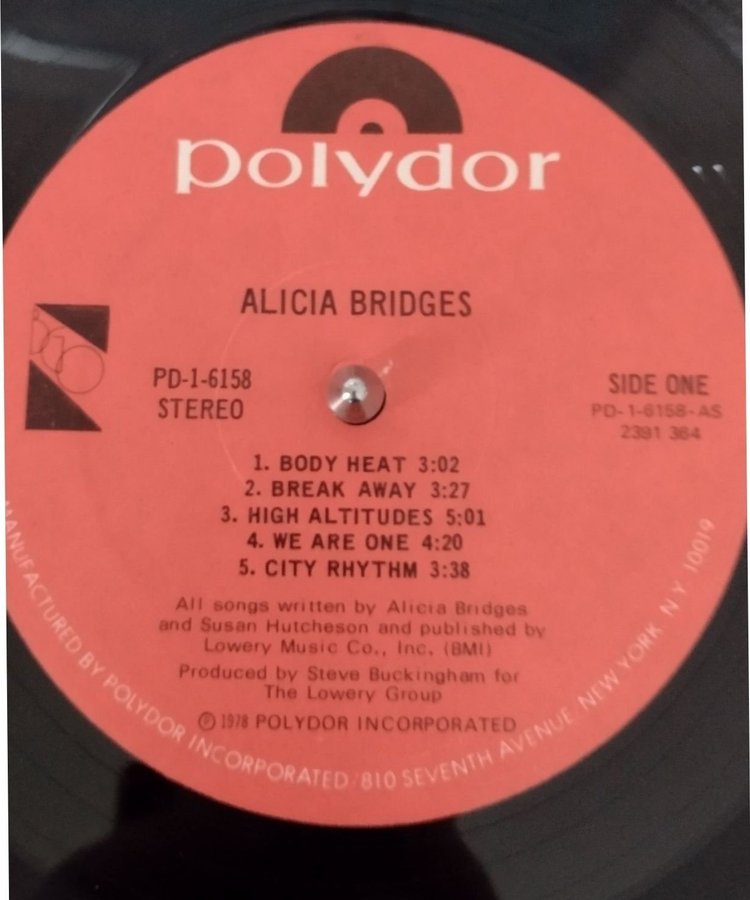 polydor
ALICIA BRIDGES
PD-1-6158
STEREO
SIDE ONE
PD-1-6158-AS
2391 364
1. BODY HEAT 3:02
2. BREAK AWAY 3:27
3. HIGH ALTITUDES 5:01
4. WE ARE ONE 4:20
5. CITY RHYTHM 3:38
All songs written by Alicia Bridges
and Susan Hutcheson and published by
Lowery Music Co., Inc. (BMI)
Produced by Steve Buckingham for
The Lowery Group
℗ 1978 POLYDOR INCORPORATED
MANUFACTURED BY POLYDOR INCORPORATED/810 SEVENTH AVENUE, NEW YORK, N.Y. 10019